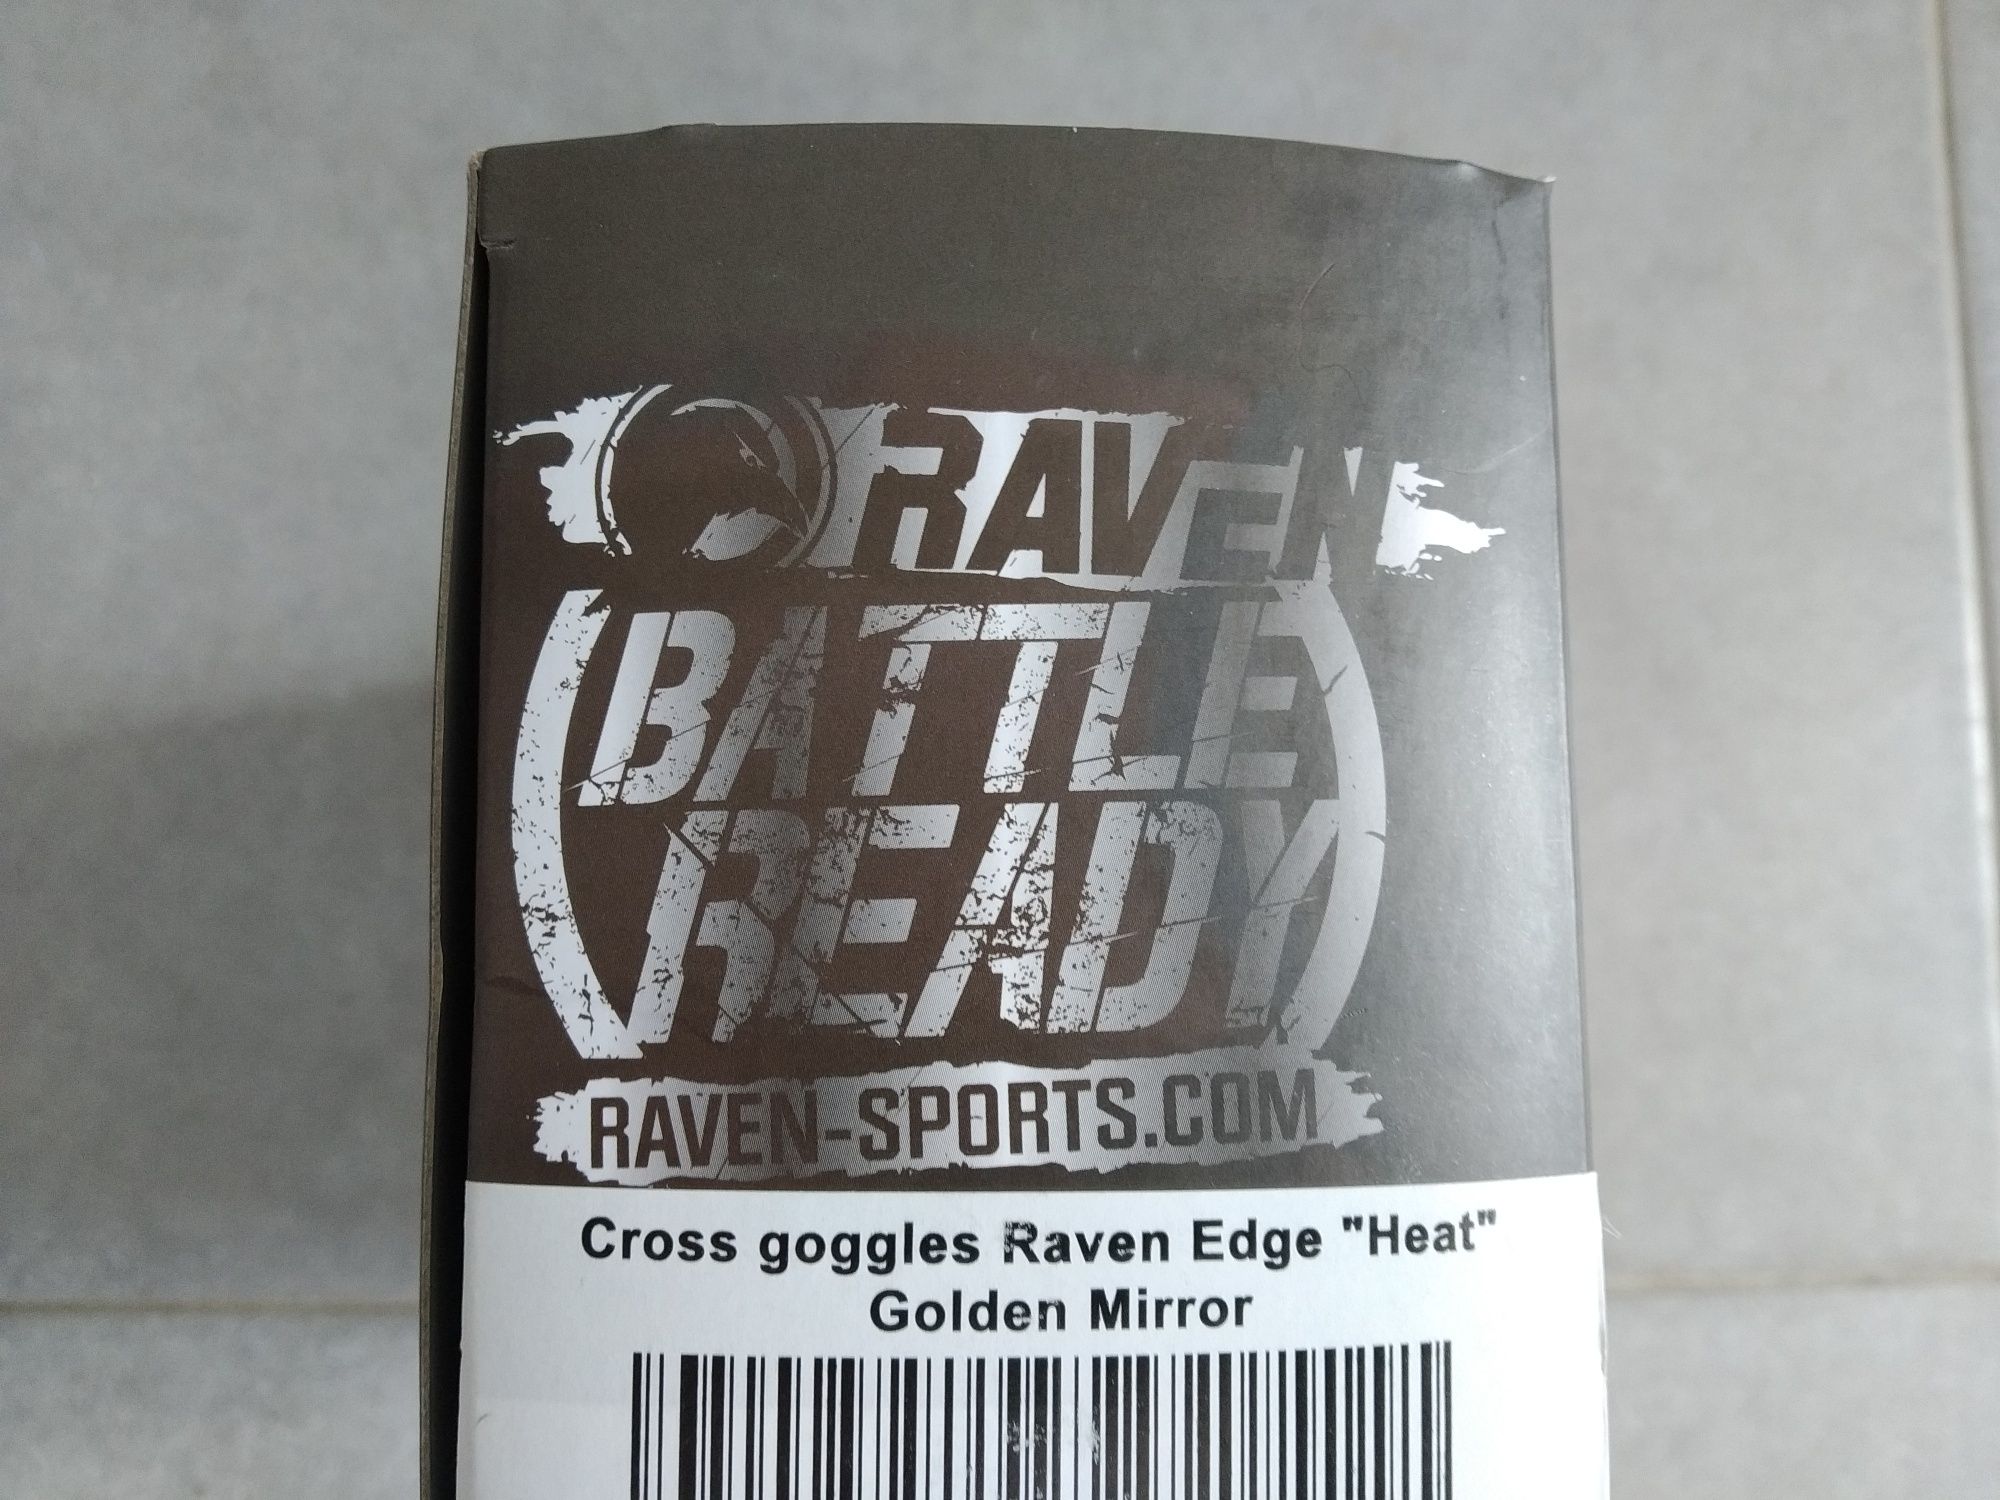 RAVEN
BATTLE
READY
RAVEN-SPORTS.COM
Cross goggles Raven Edge "Heat"
Golden Mirror